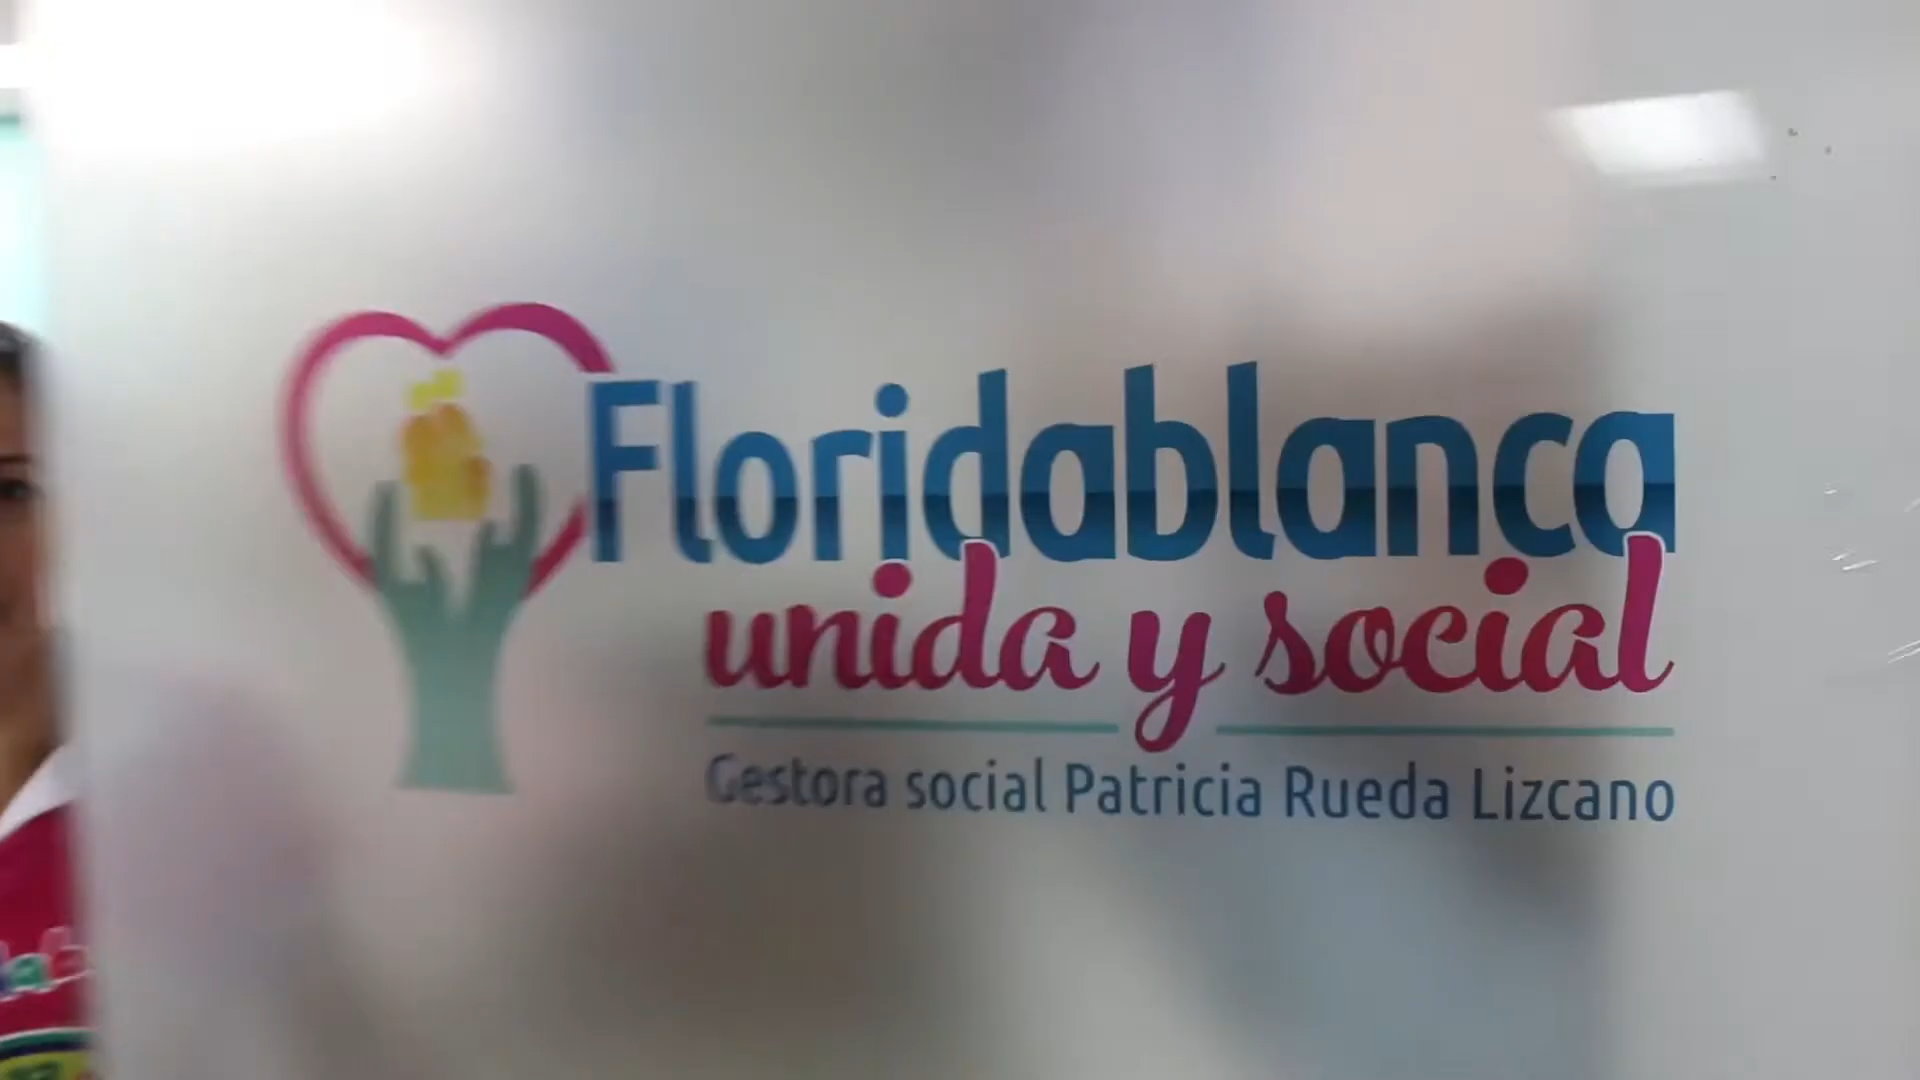 Floridablanca
unida y social
Gestora social Patricia Rueda Lizcano